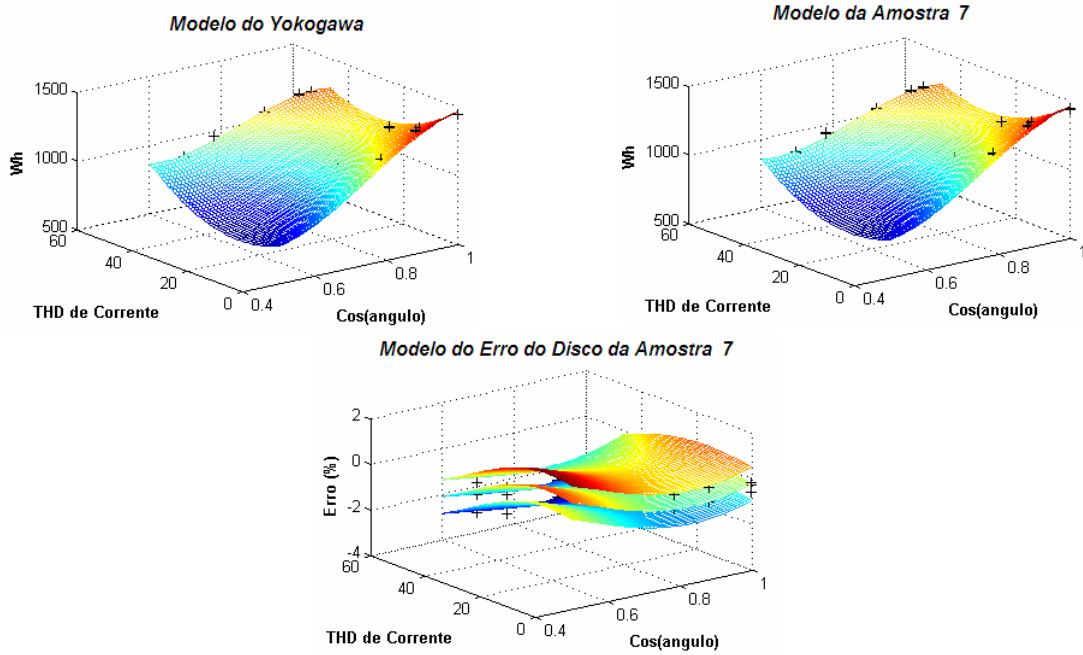 Modelo do Yokogawa
1500
1000
500
Wh
60
40
20
0
THD de Corrente
0.4
0.6
0.8
1
Cos(angulo)
Modelo da Amostra 7
1500
1000
500
Wh
60
40
20
0
THD de Corrente
0.4
0.6
0.8
1
Cos(angulo)
Modelo do Erro do Disco da Amostra 7
2
0
-2
-4
Erro (%)
60
40
20
0
THD de Corrente
0.4
0.6
0.8
1
Cos(angulo)